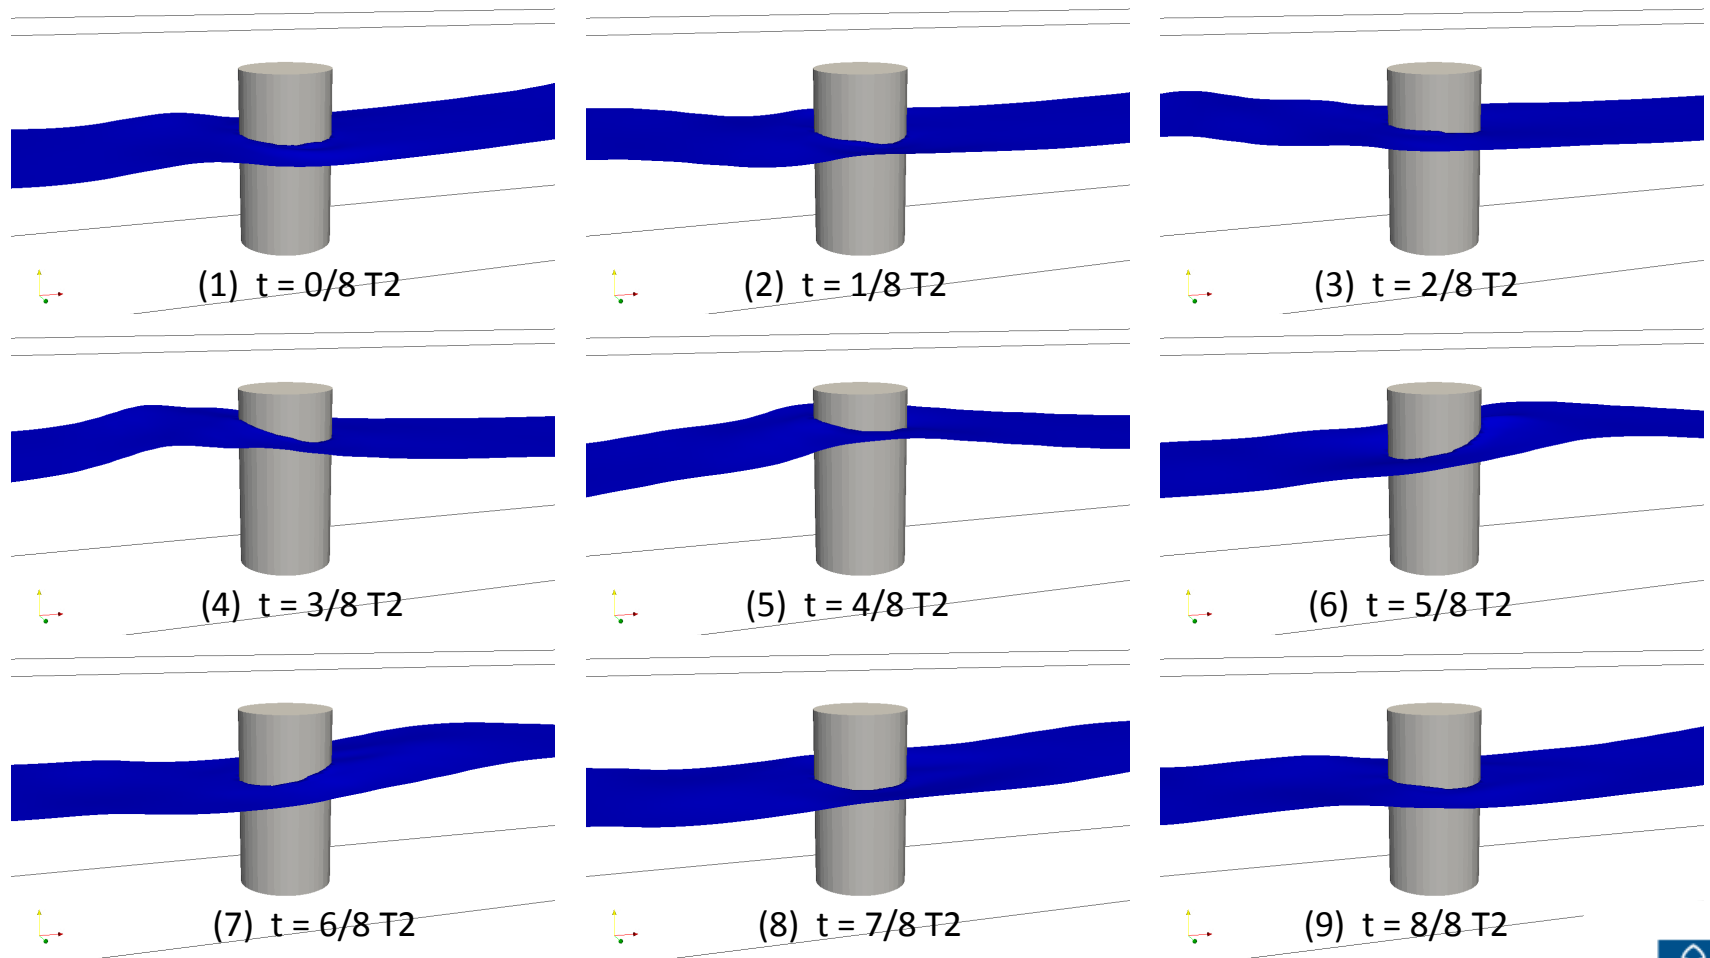 (1) t = 0/8 T2
(2) t = 1/8 T2
(3) t = 2/8 T2
(4) t = 3/8 T2
(5) t = 4/8 T2
(6) t = 5/8 T2
(7) t = 6/8 T2
(8) t = 7/8 T2
(9) t = 8/8 T2